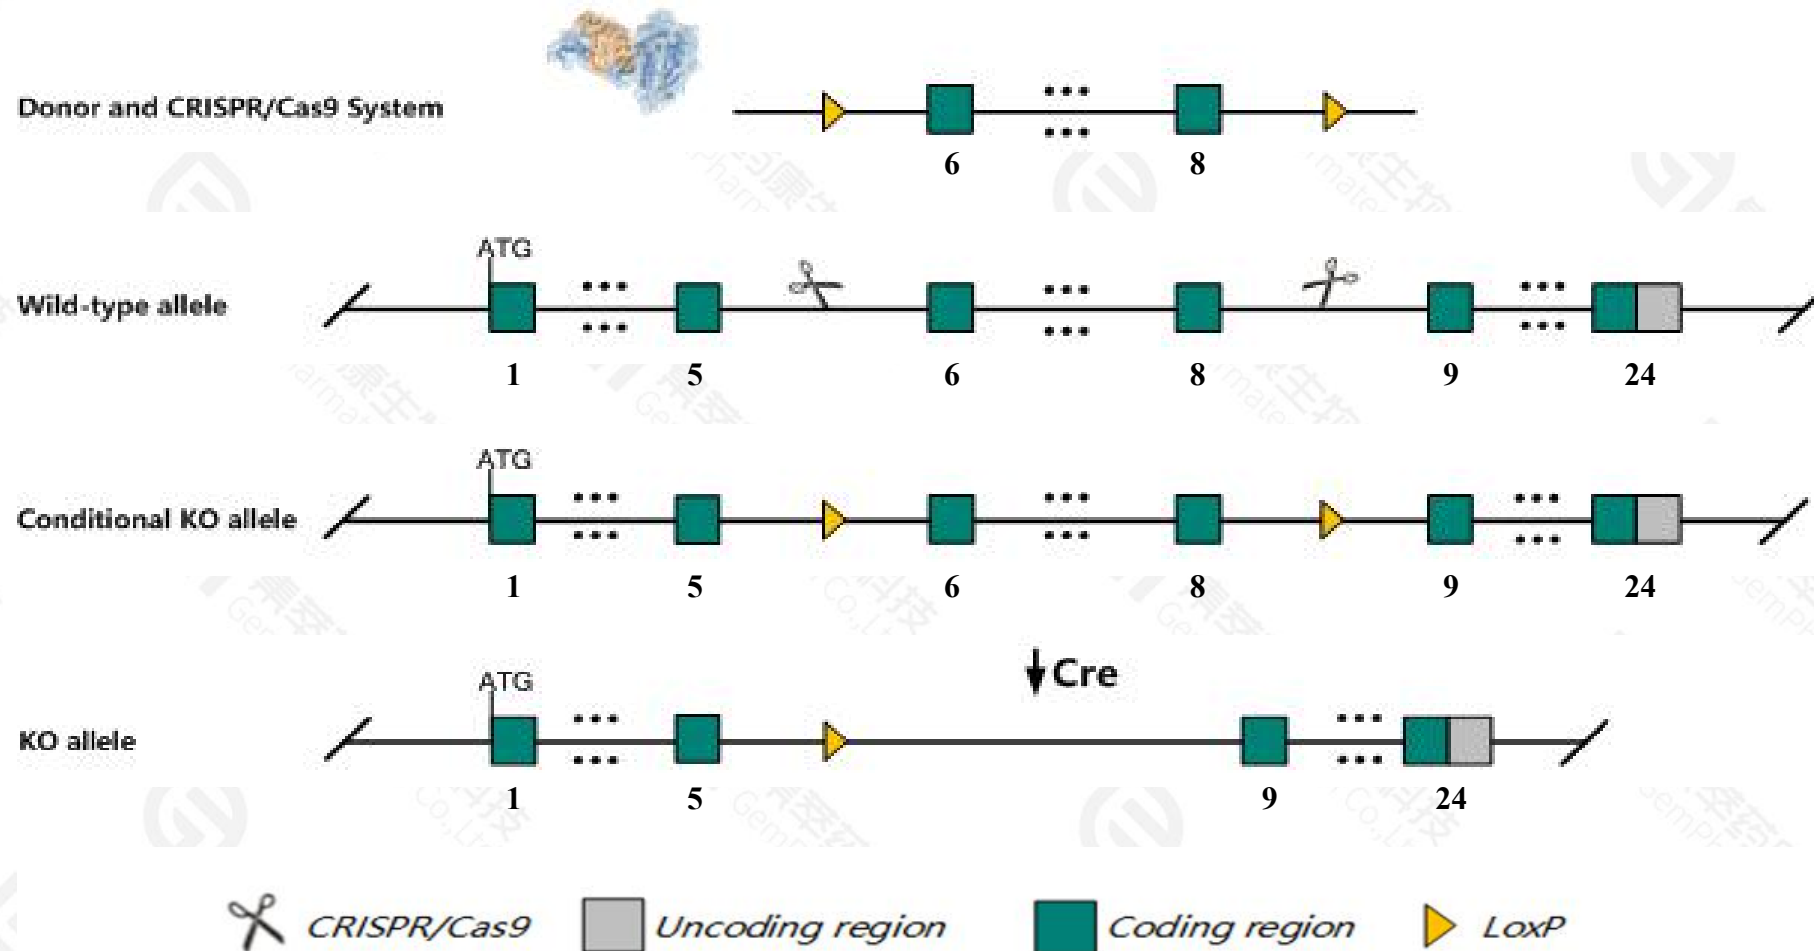 Donor and CRISPR/Cas9 System
6 8
ATG
Wild-type allele
1 5 6 8 9 24
ATG
Conditional KO allele
1 5 6 8 9 24
Cre
ATG
KO allele
1 5 9 24
CRISPR/Cas9 Uncoding region Coding region LoxP